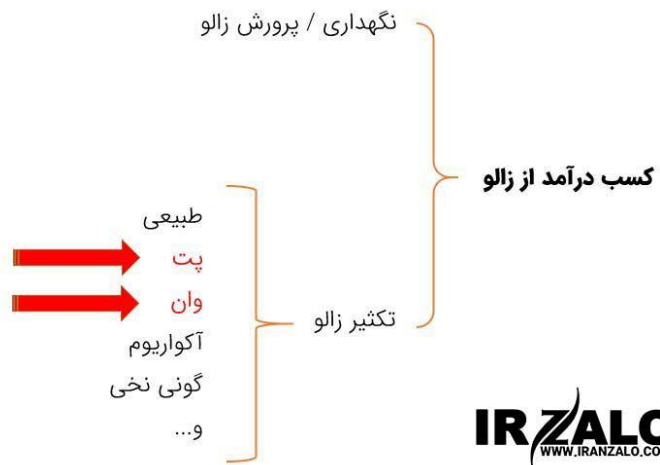 کسب درآمد از زالو
نگهداری / پرورش زالو
تکثیر زالو
طبیعی
پت
وان
آکواریوم
گونی نخی
و...
IRZALO
WWW.IRANZALO.CO